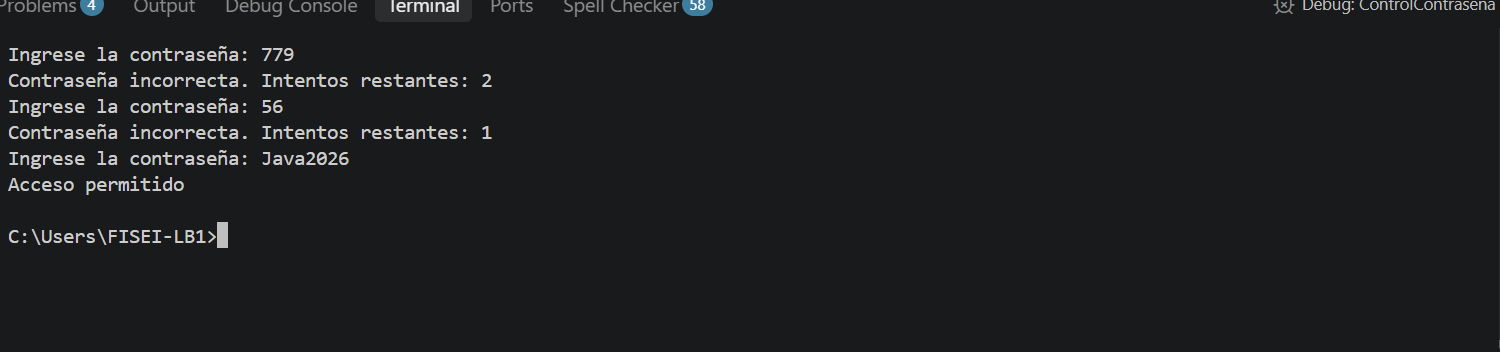 Problems 4 Output Debug Console Terminal Ports Spell Checker 58 Debug: ControlContraseña
Ingrese la contraseña: 779
Contraseña incorrecta. Intentos restantes: 2
Ingrese la contraseña: 56
Contraseña incorrecta. Intentos restantes: 1
Ingrese la contraseña: Java2026
Acceso permitido
C:\Users\FISEI-LB1>